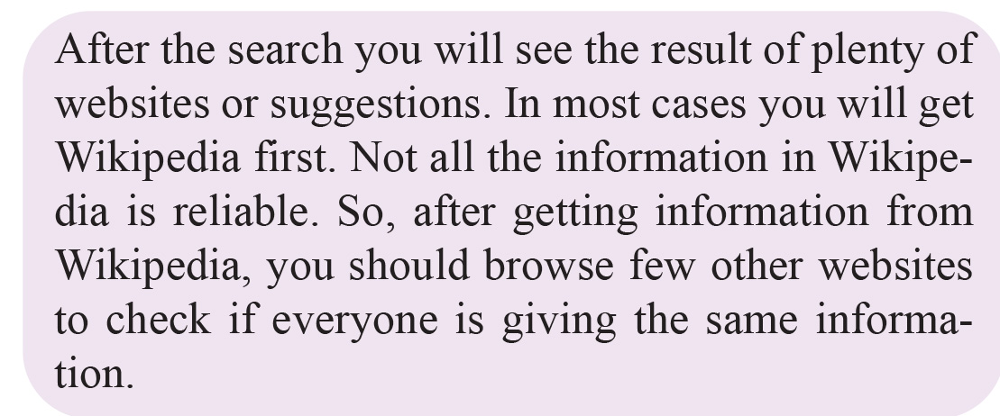 After the search you will see the result of plenty of
websites or suggestions. In most cases you will get
Wikipedia first. Not all the information in Wikipe-
dia is reliable. So, after getting information from
Wikipedia, you should browse few other websites
to check if everyone is giving the same informa-
tion.